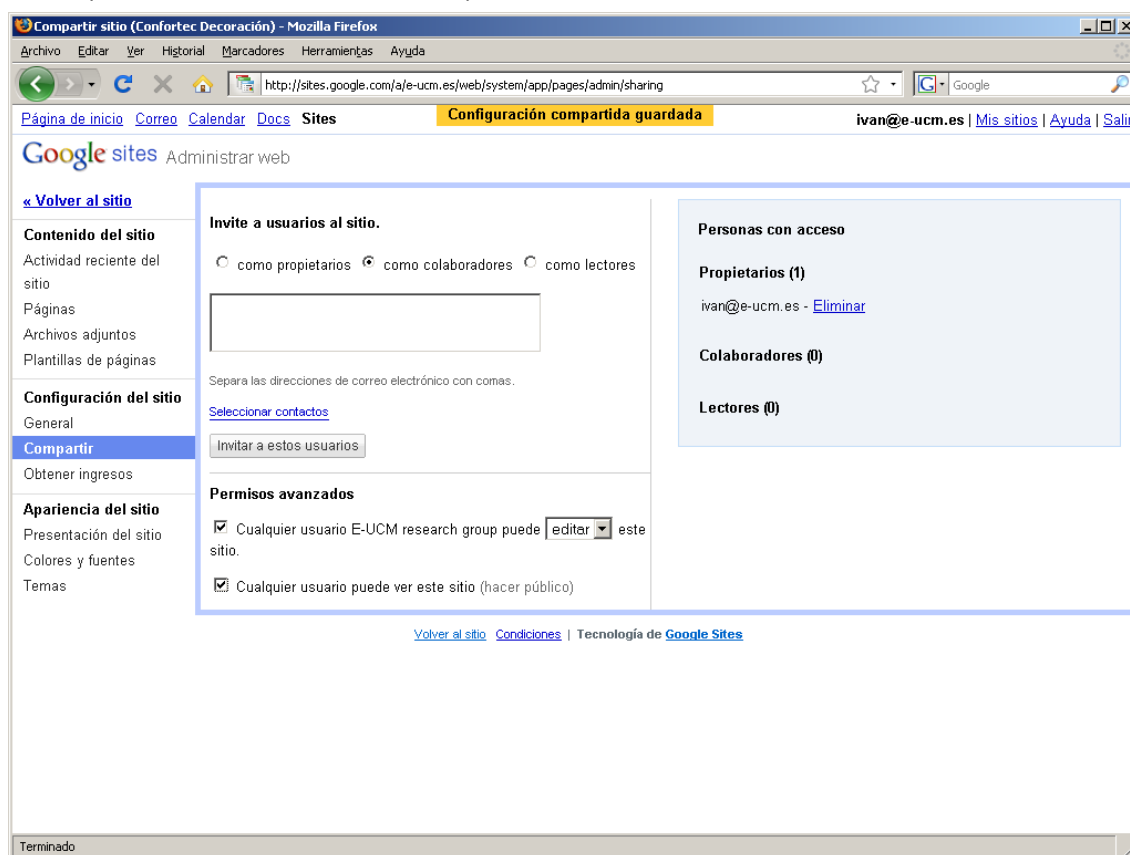 Compartir sitio (Confortec Decoración) - Mozilla Firefox
Archivo Editar Ver Historial Marcadores Herramientas Ayuda
http://sites.google.com/a/e-ucm.es/web/system/app/pages/admin/sharing
G Google
Página de inicio Correo Calendar Docs Sites
Configuración compartida guardada
ivan@e-ucm.es | Mis sitios | Ayuda | Salir
Google sites Administrar web
« Volver al sitio
Contenido del sitio
Actividad reciente del
sitio
Páginas
Archivos adjuntos
Plantillas de páginas
Configuración del sitio
General
Compartir
Obtener ingresos
Apariencia del sitio
Presentación del sitio
Colores y fuentes
Temas
Invite a usuarios al sitio.
como propietarios como colaboradores como lectores
Separa las direcciones de correo electrónico con comas.
Seleccionar contactos
Invitar a estos usuarios
Permisos avanzados
Cualquier usuario E-UCM research group puede editar este
sitio.
Cualquier usuario puede ver este sitio (hacer público)
Personas con acceso
Propietarios (1)
ivan@e-ucm.es - Eliminar
Colaboradores (0)
Lectores (0)
Volver al sitio Condiciones | Tecnología de Google Sites
Terminado